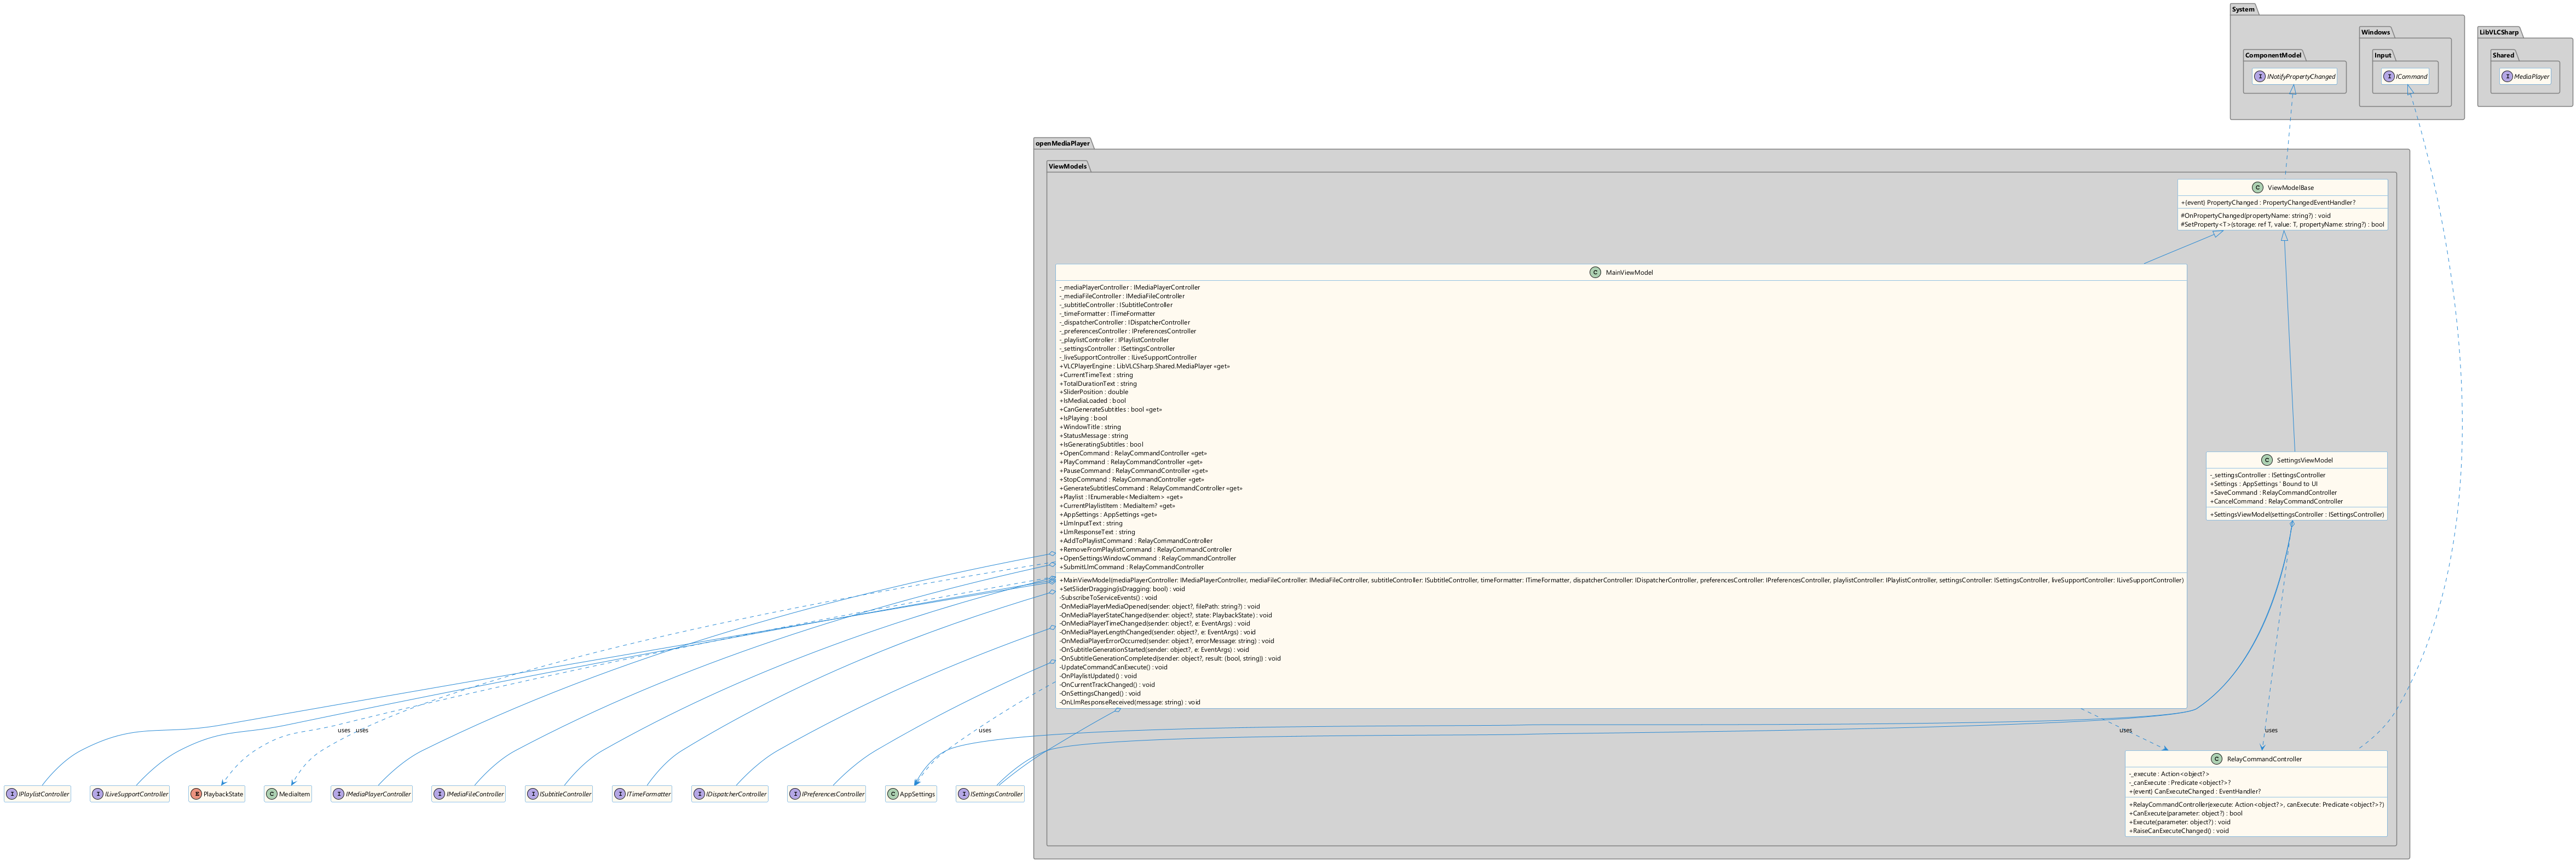 System
Windows
ComponentModel
Input
INotifyPropertyChanged
ICommand
LibVLCSharp
Shared
MediaPlayer
openMediaPlayer
ViewModels
ViewModelBase
+(event) PropertyChanged : PropertyChangedEventHandler?
#OnPropertyChanged(propertyName: string?) : void
#SetProperty<T>(storage: ref T, value: T, propertyName: string?) : bool
MainViewModel
-_mediaPlayerController : IMediaPlayerController
-_mediaFileController : IMediaFileController
-_subtitleController : ISubtitleController
-_timeFormatter : ITimeFormatter
-_dispatcherController : IDispatcherController
-_preferencesController : IPreferencesController
-_playlistController : IPlaylistController
-_settingsController : ISettingsController
-_liveSupportController : ILiveSupportController
+VLCPlayerEngine : LibVLCSharp.Shared.MediaPlayer «get»
+CurrentTimeText : string
+TotalDurationText : string
+SliderPosition : double
+IsMediaLoaded : bool
+CanGenerateSubtitles : bool «get»
+IsPlaying : bool
+WindowTitle : string
+StatusMessage : string
+IsGeneratingSubtitles : bool
+OpenCommand : RelayCommandController «get»
+PlayCommand : RelayCommandController «get»
+PauseCommand : RelayCommandController «get»
+StopCommand : RelayCommandController «get»
+GenerateSubtitlesCommand : RelayCommandController «get»
+Playlist : IEnumerable<MediaItem> «get»
+CurrentPlaylistItem : MediaItem? «get»
+AppSettings : AppSettings «get»
+LlmInputText : string
+LlmResponseText : string
+AddToPlaylistCommand : RelayCommandController
+RemoveFromPlaylistCommand : RelayCommandController
+OpenSettingsWindowCommand : RelayCommandController
+SubmitLlmCommand : RelayCommandController
+MainViewModel(mediaPlayerController: IMediaPlayerController, mediaFileController: IMediaFileController, subtitleController: ISubtitleController, timeFormatter: ITimeFormatter, dispatcherController: IDispatcherController, preferencesController: IPreferencesController, playlistController: IPlaylistController, settingsController: ISettingsController, liveSupportController: ILiveSupportController)
+SetSliderDragging(isDragging: bool) : void
-SubscribeToServiceEvents() : void
-OnMediaPlayerMediaOpened(sender: object?, filePath: string?) : void
-OnMediaPlayerStateChanged(sender: object?, state: PlaybackState) : void
-OnMediaPlayerTimeChanged(sender: object?, e: EventArgs) : void
-OnMediaPlayerLengthChanged(sender: object?, e: EventArgs) : void
-OnMediaPlayerErrorOccurred(sender: object?, errorMessage: string) : void
-OnSubtitleGenerationStarted(sender: object?, e: EventArgs) : void
-OnSubtitleGenerationCompleted(sender: object?, result: (bool, string)) : void
-UpdateCommandCanExecute() : void
-OnPlaylistUpdated() : void
-OnCurrentTrackChanged() : void
-OnSettingsChanged() : void
-OnLlmResponseReceived(message: string) : void
SettingsViewModel
-_settingsController : ISettingsController
+Settings : AppSettings ' Bound to UI
+SaveCommand : RelayCommandController
+CancelCommand : RelayCommandController
+SettingsViewModel(settingsController : ISettingsController)
uses
uses
uses
uses
uses
IPlaylistController
ILiveSupportController
PlaybackState
MediaItem
IMediaPlayerController
IMediaFileController
ISubtitleController
ITimeFormatter
IDispatcherController
IPreferencesController
AppSettings
ISettingsController
RelayCommandController
-_execute : Action<object?>
-_canExecute : Predicate<object?>?
+(event) CanExecuteChanged : EventHandler?
+RelayCommandController(execute: Action<object?>, canExecute: Predicate<object?>?)
+CanExecute(parameter: object?) : bool
+Execute(parameter: object?) : void
+RaiseCanExecuteChanged() : void